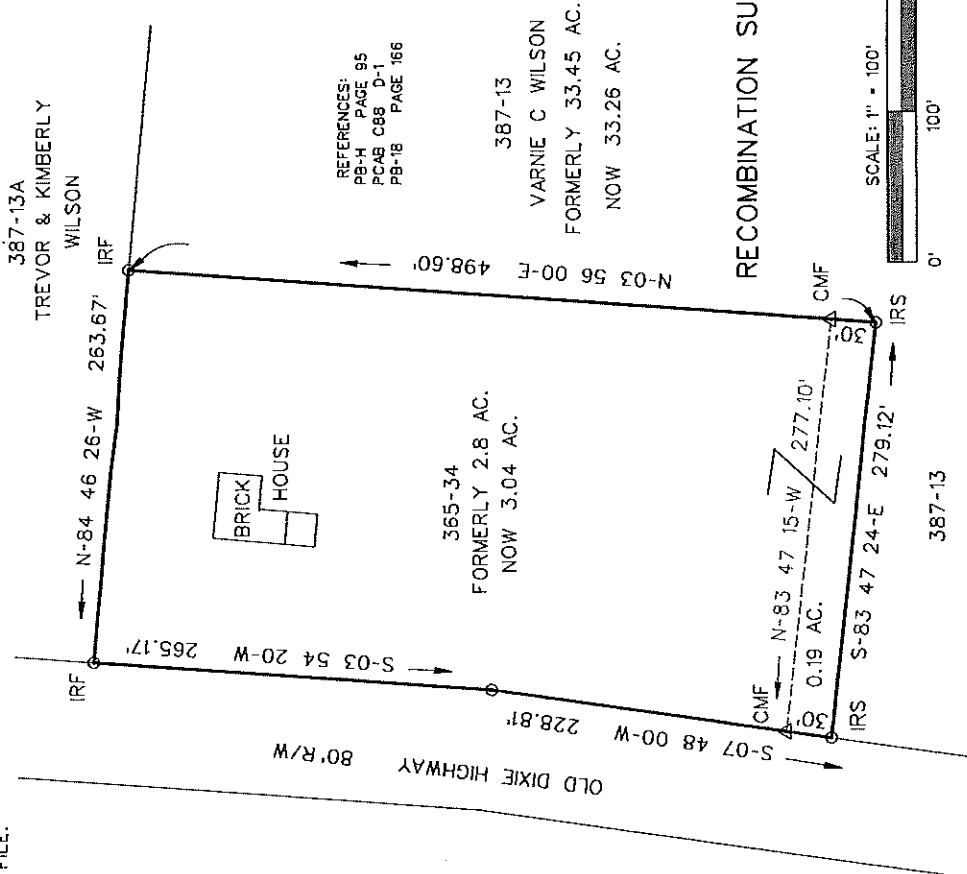 FILE:
387-13A
TREVOR & KIMBERLY
WILSON
IRF
N-84 46 26-W 263.67'
IRF
REFERENCES:
PB-H PAGE 95
PCAB C88 D-1
PB-18 PAGE 166
387-13
VARNIE C WILSON
FORMERLY 33.45 AC.
NOW 33.26 AC.
BRICK
HOUSE
S-03 54 20-W 265.17'
N-03 56 00-E 498.60'
365-34
FORMERLY 2.8 AC.
NOW 3.04 AC.
OLD DIXIE HIGHWAY 80'R/W
S-07 48 00-W 228.81'
CMF
N-83 47 15-W 277.10'
CMF
30'
0.19 AC.
30'
IRS
S-83 47 24-E 279.12'
IRS
387-13
RECOMBINATION SU
SCALE: 1" = 100'
0'
100'